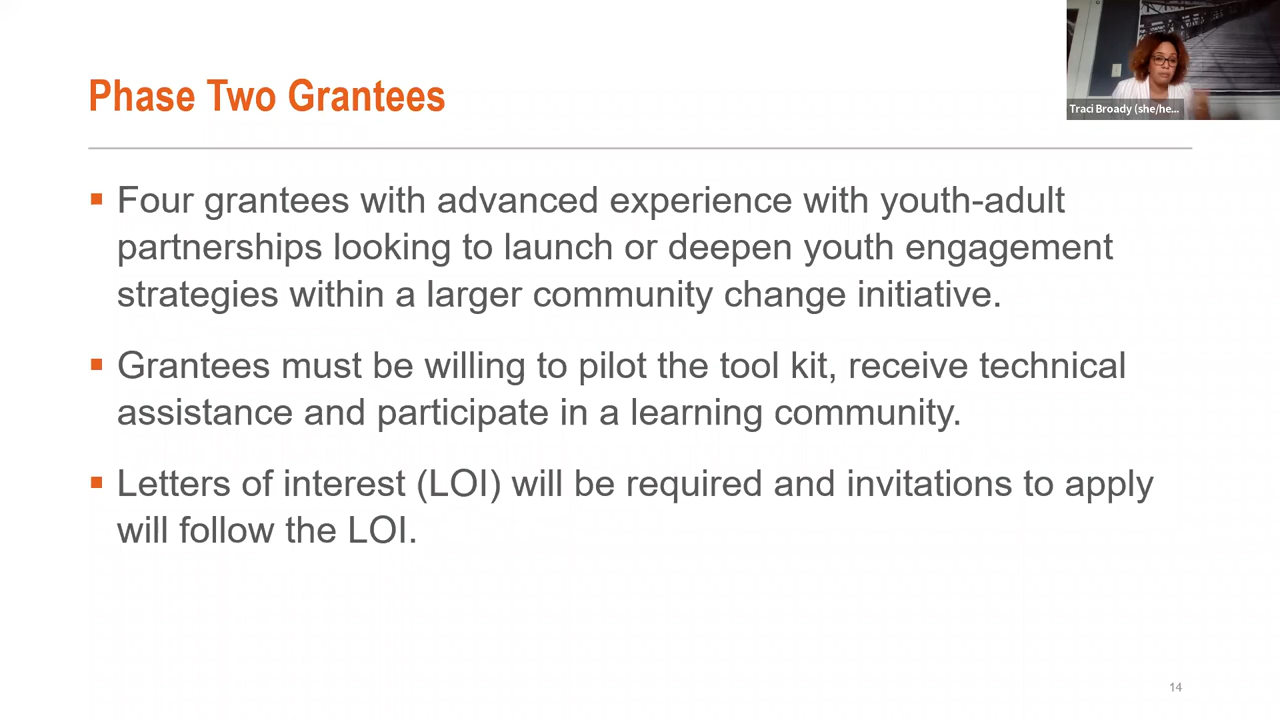 Phase Two Grantees
Traci Broady (she/he...
▪ Four grantees with advanced experience with youth-adult
partnerships looking to launch or deepen youth engagement
strategies within a larger community change initiative.
▪ Grantees must be willing to pilot the tool kit, receive technical
assistance and participate in a learning community.
▪ Letters of interest (LOI) will be required and invitations to apply
will follow the LOI.
14